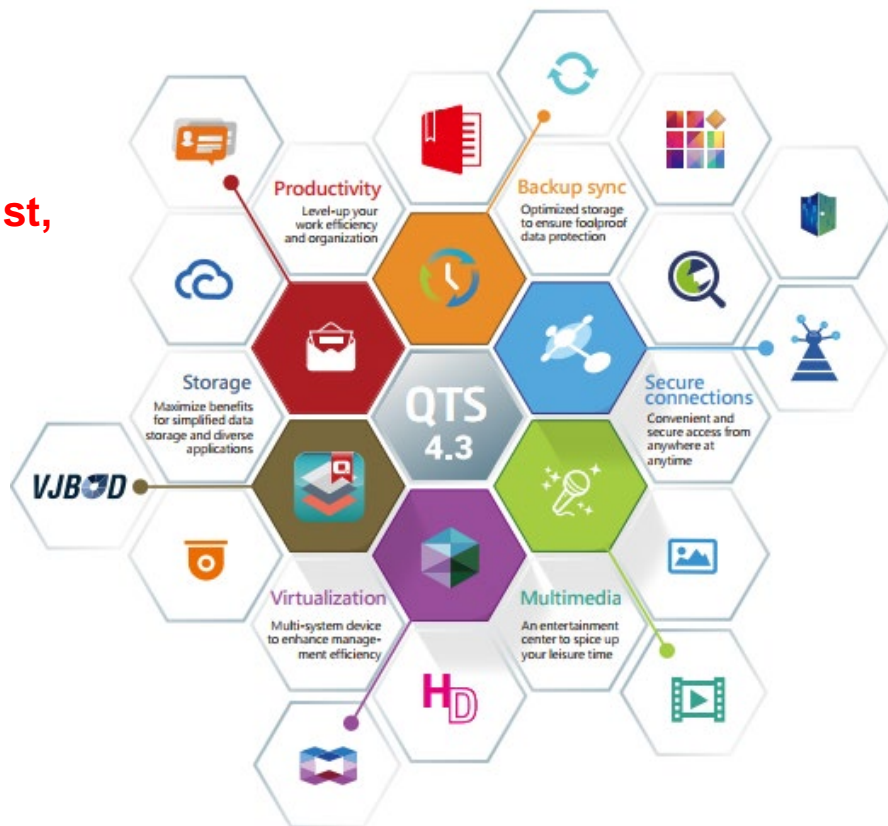 st,
Productivity
Level-up your
work efficiency
and organization
Backup sync
Optimized storage
to ensure foolproof
data protection
Storage
Maximize benefits
for simplified data
storage and diverse
applications
QTS
4.3
Secure
connections
Convenient and
secure access from
anywhere at
anytime
VJBOD
Virtualization
Multi-system device
to enhance manage-
ment efficiency
Multimedia
An entertainment
center to spice up
your leisure time
HD